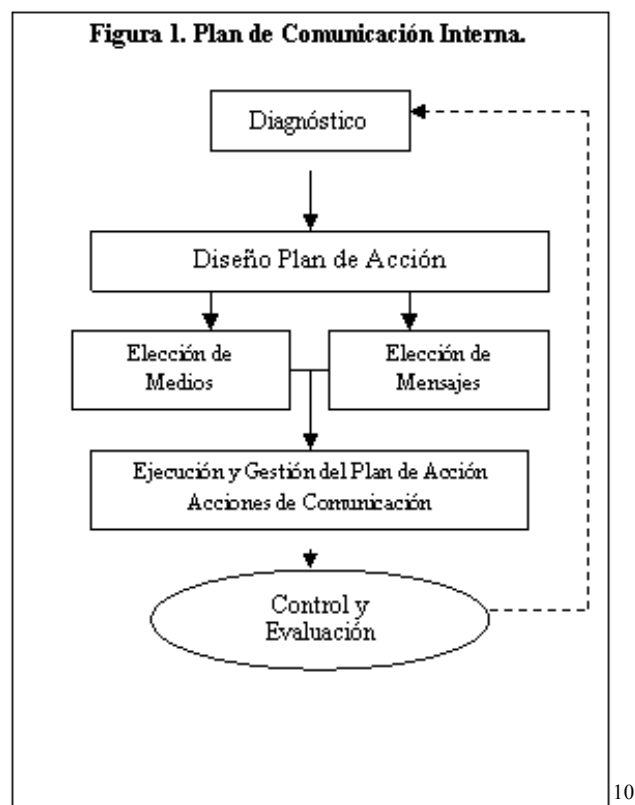 Figura 1. Plan de Comunicación Interna.
Diagnóstico
Diseño Plan de Acción
Elección de
Medios
Elección de
Mensajes
Ejecución y Gestión del Plan de Acción
Acciones de Comunicación
Control y
Evaluación
10